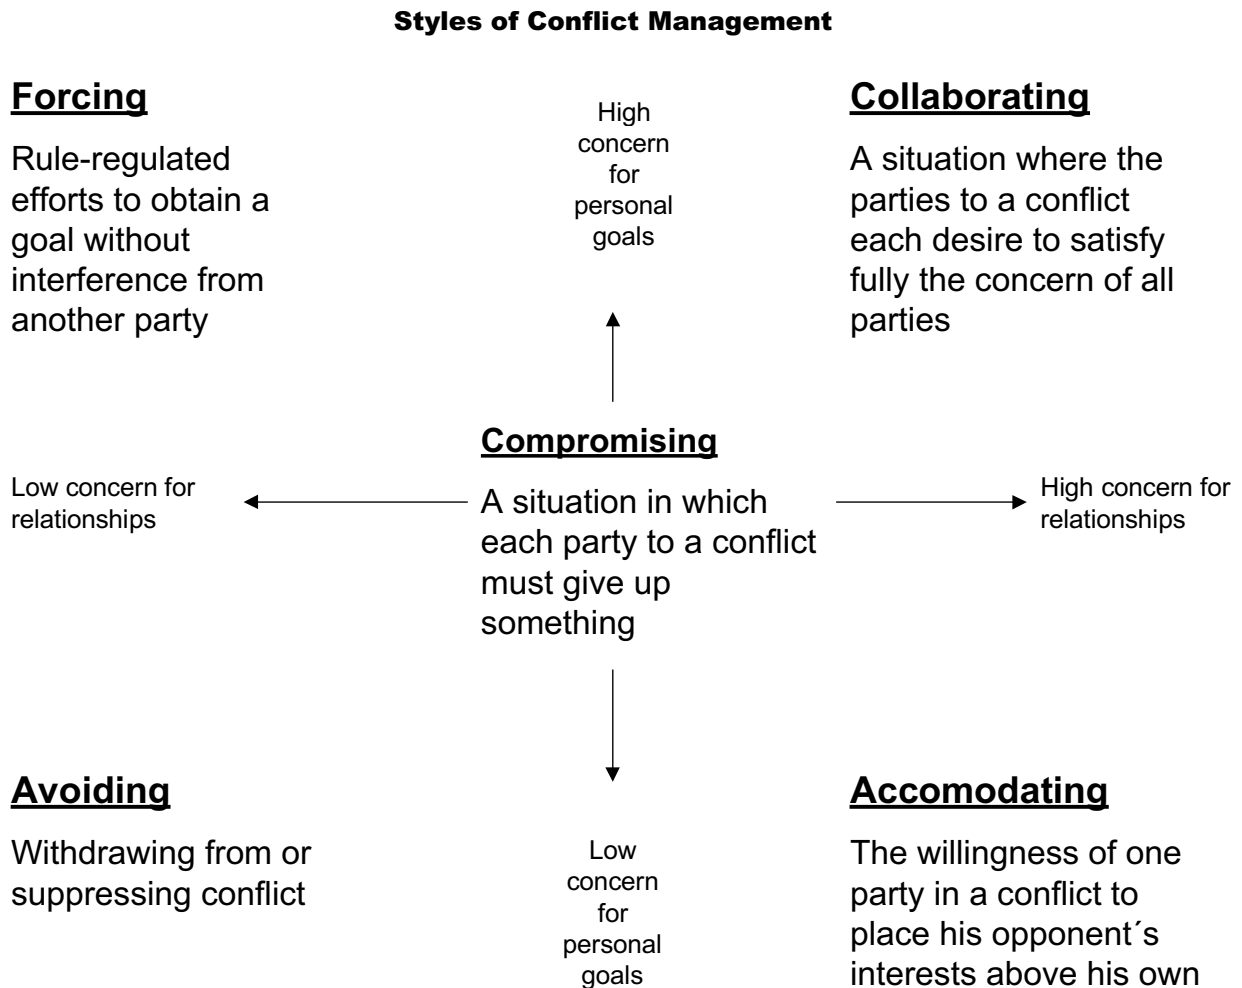 Styles of Conflict Management
Forcing
Rule-regulated
efforts to obtain a
goal without
interference from
another party
High
concern
for
personal
goals
Collaborating
A situation where the
parties to a conflict
each desire to satisfy
fully the concern of all
parties
Low concern for
relationships
Compromising
A situation in which
each party to a conflict
must give up
something
High concern for
relationships
Avoiding
Withdrawing from or
suppressing conflict
Low
concern
for
personal
goals
Accomodating
The willingness of one
party in a conflict to
place his opponent´s
interests above his own